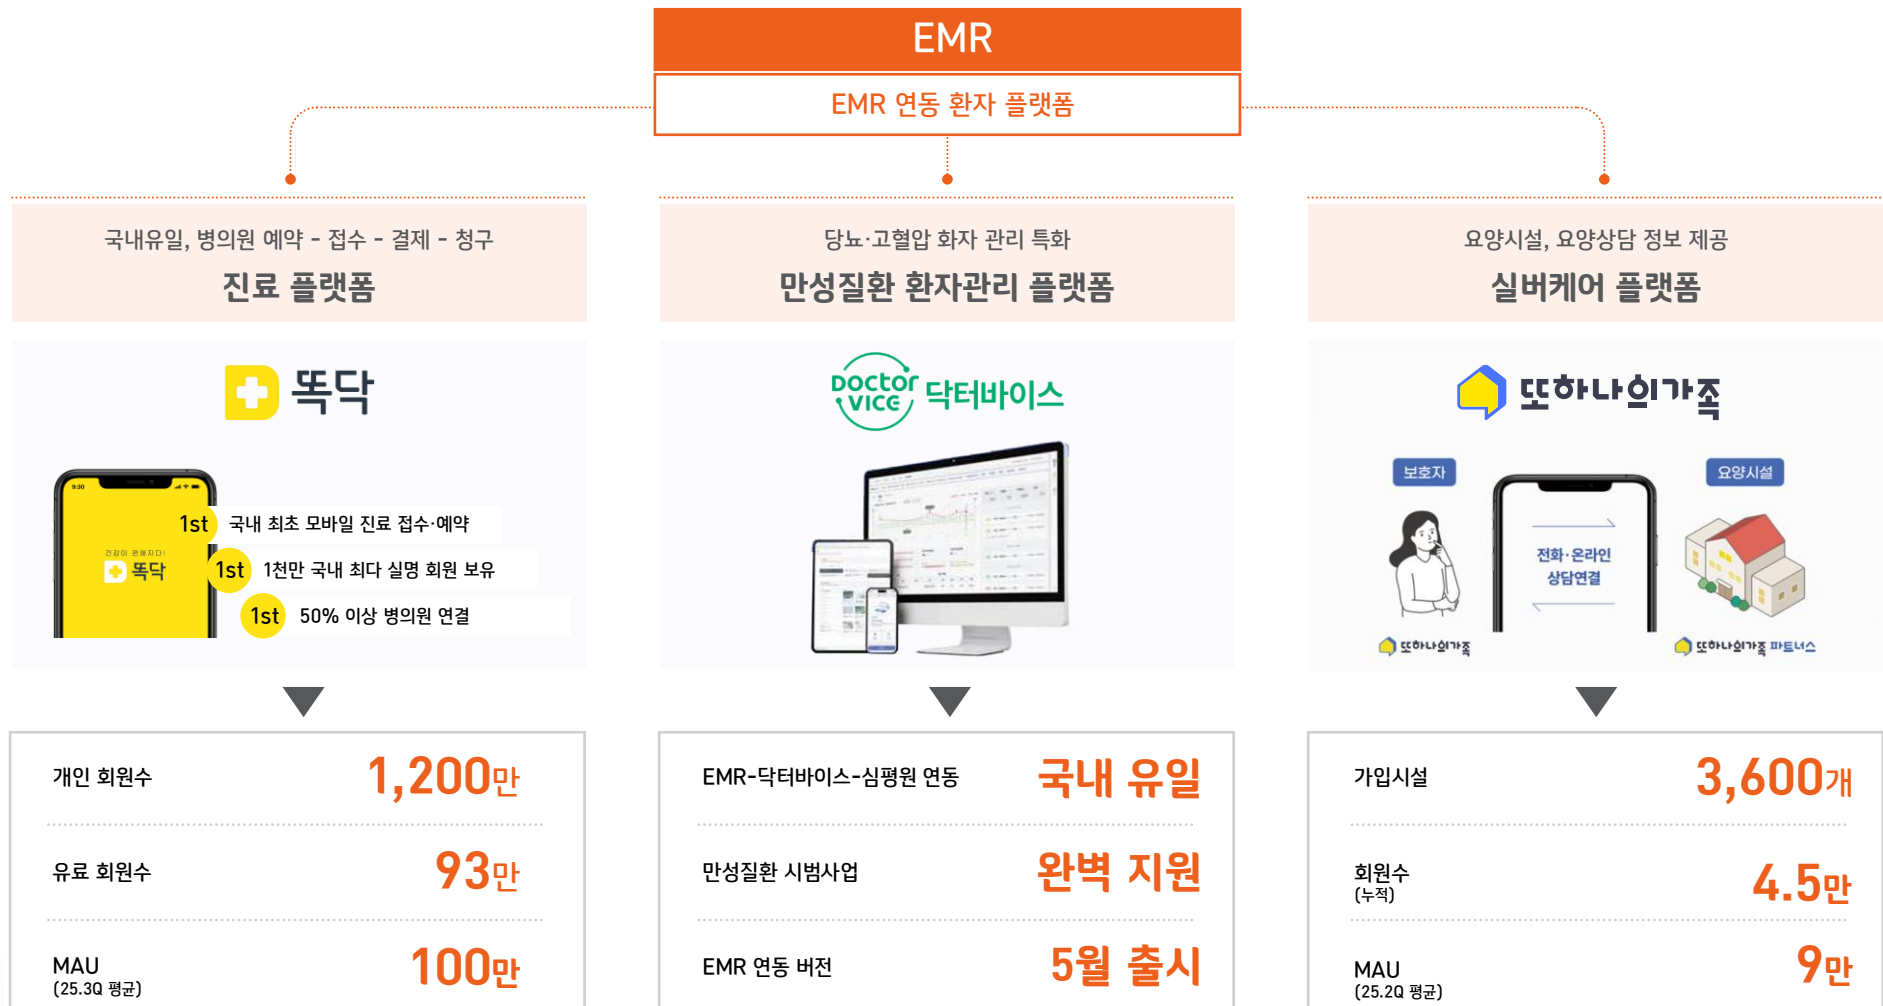 EMR
EMR 연동 환자 플랫폼
국내유일, 병의원 예약 - 접수 - 결제 - 청구
진료 플랫폼
똑닥
9:30
건강이 편해지다!
똑닥
1st 국내 최초 모바일 진료 접수·예약
1st 1천만 국내 최다 실명 회원 보유
1st 50% 이상 병의원 연결
개인 회원수 1,200만
유료 회원수 93만
MAU 100만
(25.3Q 평균)
당뇨·고혈압 화자 관리 특화
만성질환 환자관리 플랫폼
Doctor
VICE
닥터바이스
EMR-닥터바이스-심평원 연동 국내 유일
만성질환 시범사업 완벽 지원
EMR 연동 버전 5월 출시
요양시설, 요양상담 정보 제공
실버케어 플랫폼
또하나의가족
보호자
요양시설
전화·온라인
상담연결
또하나의가족
또하나의가족 파트너스
가입시설 3,600개
회원수 4.5만
(누적)
MAU 9만
(25.2Q 평균)